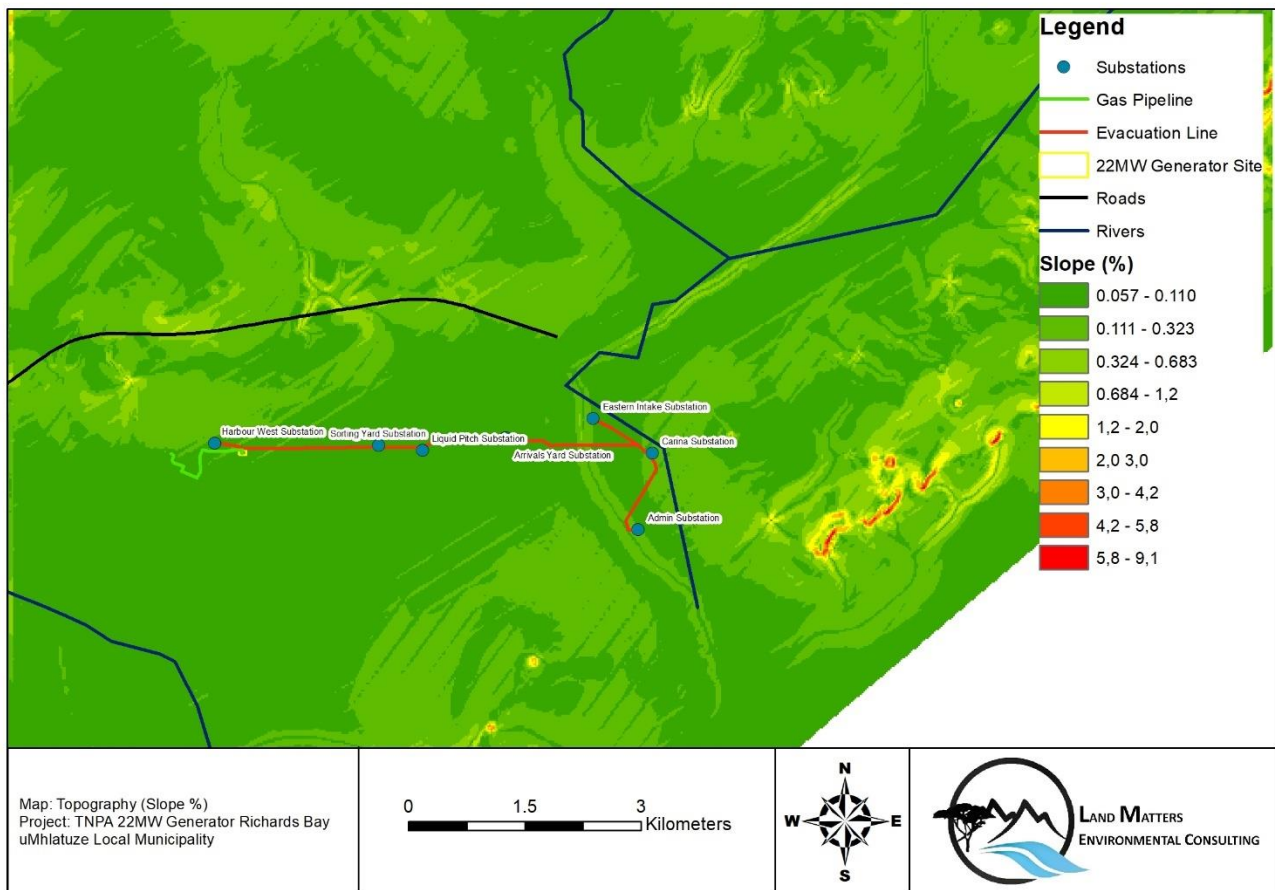 Legend
Substations
Gas Pipeline
Evacuation Line
22MW Generator Site
Roads
Rivers
Slope (%)
0.057 - 0.110
0.111 - 0.323
0.324 - 0.683
0.684 - 1,2
1,2 - 2,0
2,0 3,0
3,0 - 4,2
4,2 - 5,8
5,8 - 9,1
Eastern Intake Substation
Harbour West Substation
Sorting Yard Substation
Liquid Pitch Substation
Carina Substation
Arrivals Yard Substation
Admin Substation
Map: Topography (Slope %)
Project: TNPA 22MW Generator Richards Bay
uMhlatuze Local Municipality
0 1.5 3
Kilometers
N
W E
S
LAND MATTERS
ENVIRONMENTAL CONSULTING